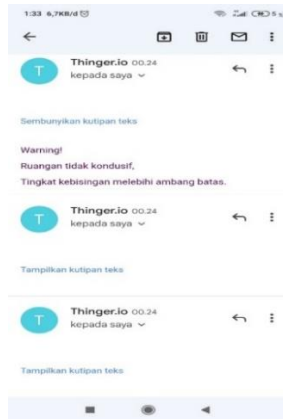 1:33 6,7KB/d
Thinger.io 00.24
kepada saya
Sembunyikan kutipan teks
Warning!
Ruangan tidak kondusif,
Tingkat kebisingan melebihi ambang batas.
Thinger.io 00.24
kepada saya
Tampilkan kutipan teks
Thinger.io 00.24
kepada saya
Tampilkan kutipan teks